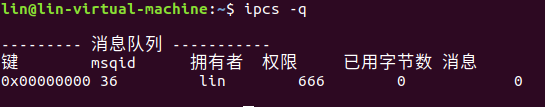 lin@lin-virtual-machine:~$ ipcs -q
--------- 消息队列 -----------
键 msqid 拥有者 权限 已用字节数 消息
0x00000000 36 lin 666 0 0